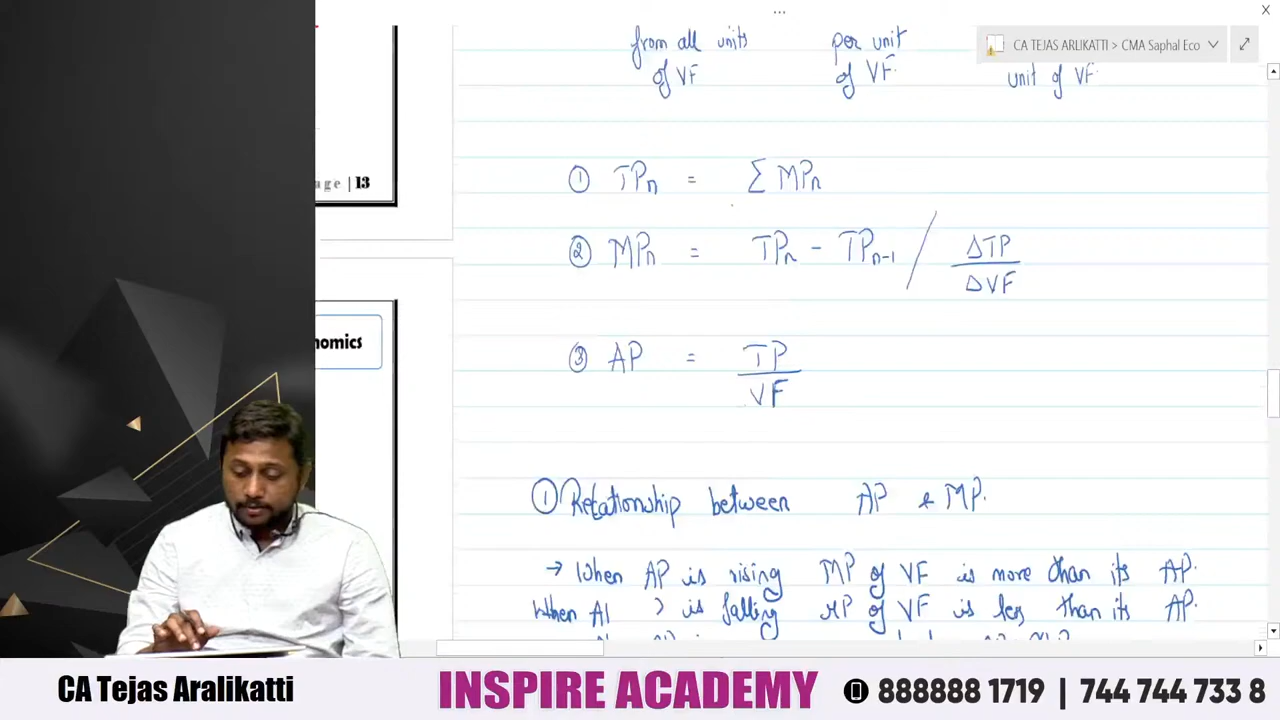 ...
CA TEJAS ARLIKATTI > CMA Saphal Eco
from all units
of VF
per unit
of VF.
unit of VF.
① TPn = Σ MPn
age | 13
② MPn = TPn - TPn-1 / ΔTP
ΔVF
nomics
③ AP = TP
VF
① Relationship between AP & MP.
→ When AP is rising MP of VF is more than its AP.
When AP is falling MP of VF is less than its AP.
CA Tejas Aralikatti INSPIRE ACADEMY 888888 1719 | 744 744 733 8